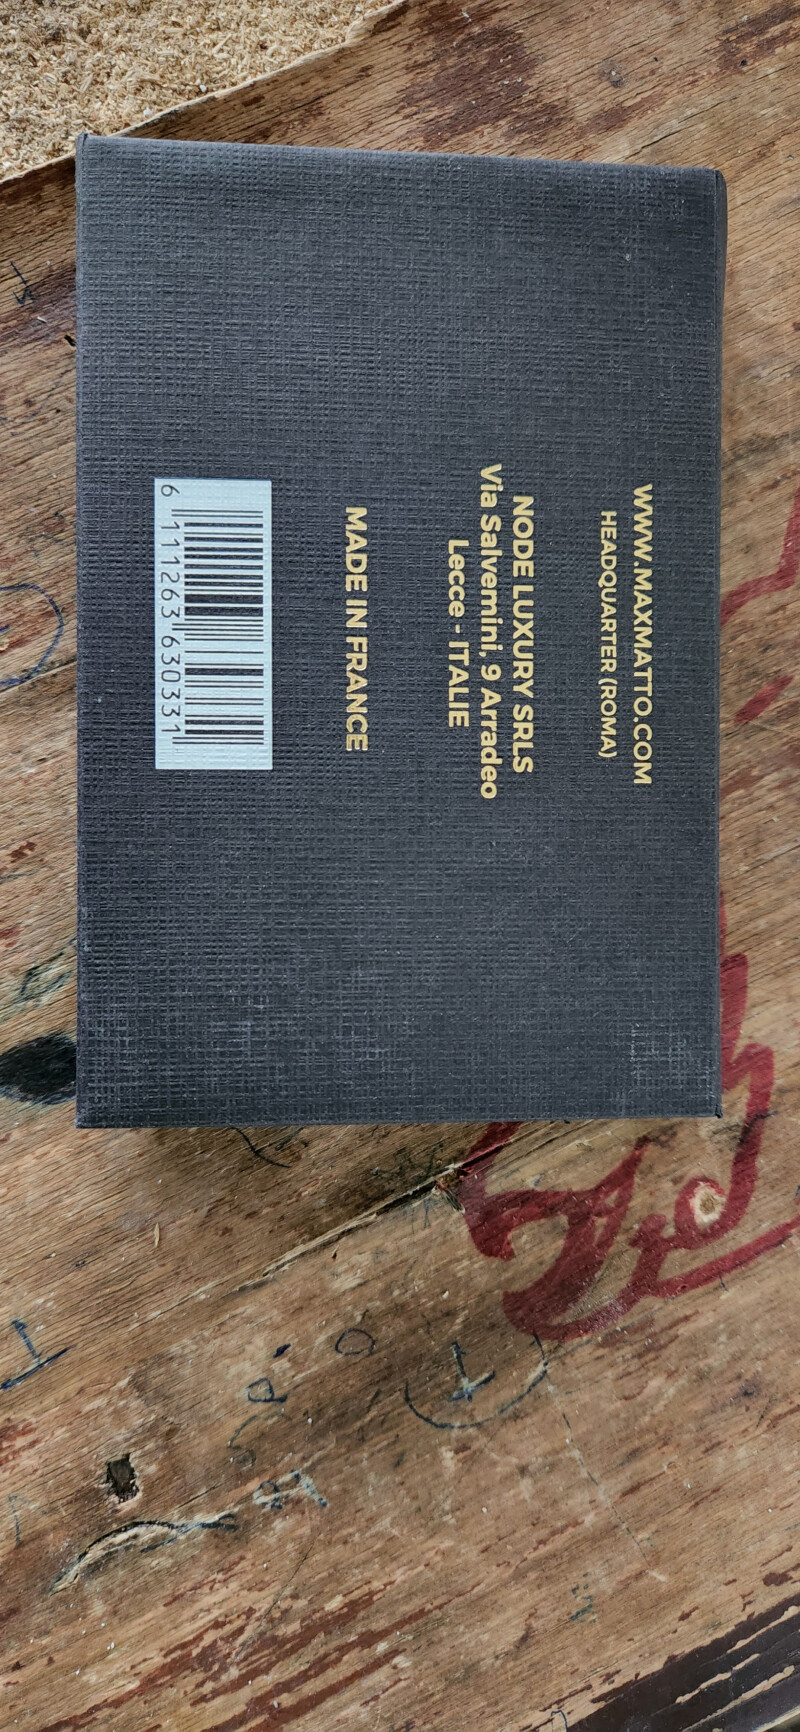 WWW.MAXMATTO.COM
HEADQUARTER (ROMA)
NODE LUXURY SRLS
Via Salvemini, 9 Arradeo
Lecce - ITALIE
MADE IN FRANCE
6 111263 630331